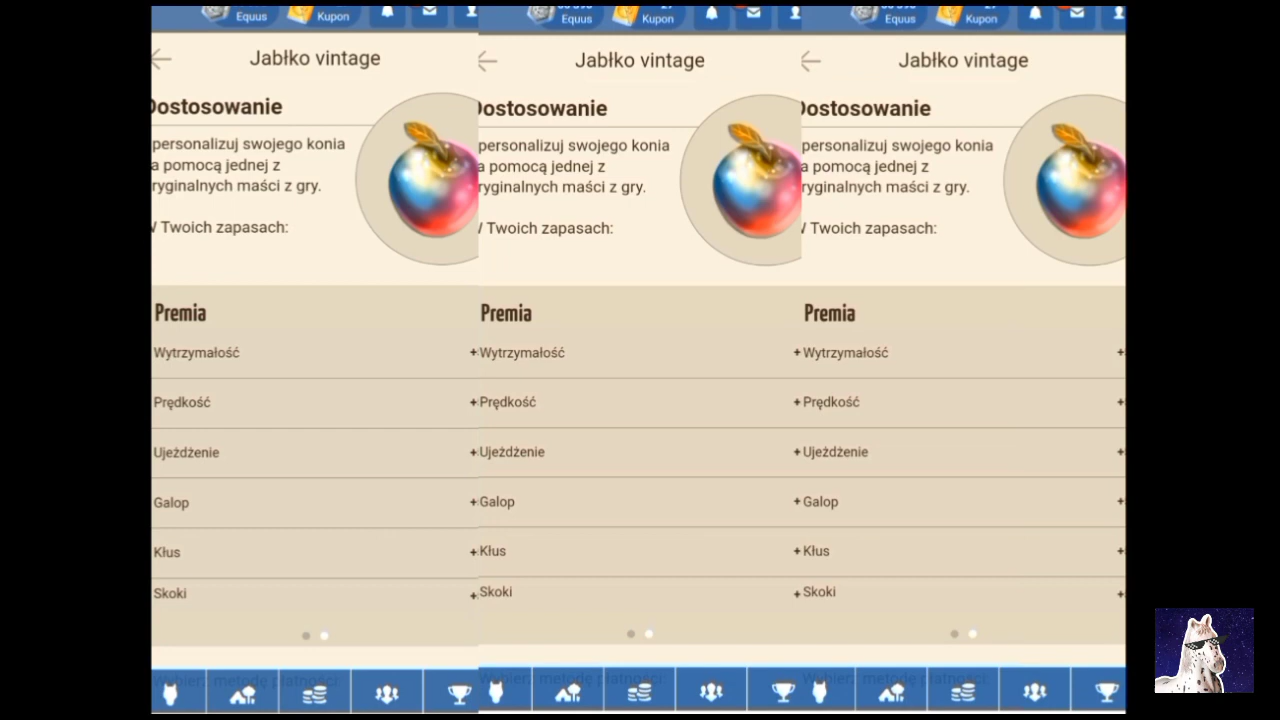 Equus Kupon
Jabłko vintage
Dostosowanie
personalizuj swojego konia
a pomocą jednej z
ryginalnych maści z gry.
W Twoich zapasach:
Premia
Wytrzymałość +
Prędkość +
Ujeżdżenie +
Galop +
Kłus +
Skoki +
Wybierz metodę płatności:
Equus Kupon
Jabłko vintage
Dostosowanie
personalizuj swojego konia
a pomocą jednej z
ryginalnych maści z gry.
W Twoich zapasach:
Premia
Wytrzymałość +
Prędkość +
Ujeżdżenie +
Galop +
Kłus +
Skoki +
Equus Kupon
Jabłko vintage
Dostosowanie
personalizuj swojego konia
a pomocą jednej z
ryginalnych maści z gry.
W Twoich zapasach:
Premia
Wytrzymałość +
Prędkość +
Ujeżdżenie +
Galop +
Kłus +
Skoki +